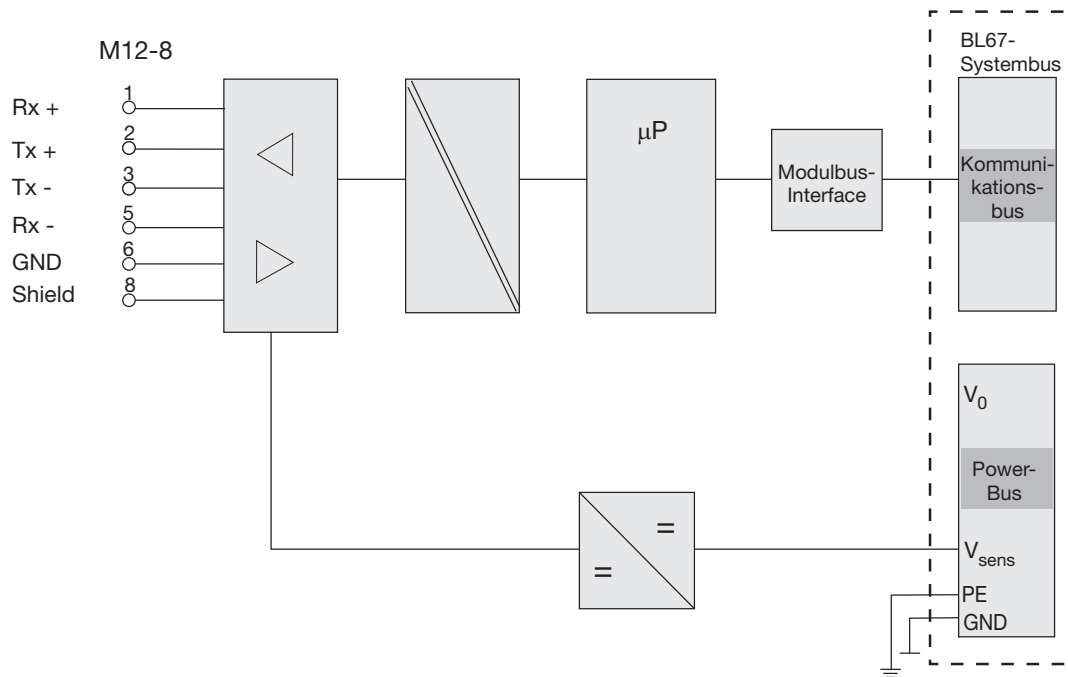 M12-8
Rx +
1
Tx +
2
Tx -
3
Rx -
5
GND
6
Shield
8
µP
Modulbus-
Interface
BL67-
Systembus
Kommuni-
kations-
bus
V0
Power-
Bus
=
=
Vsens
PE
GND